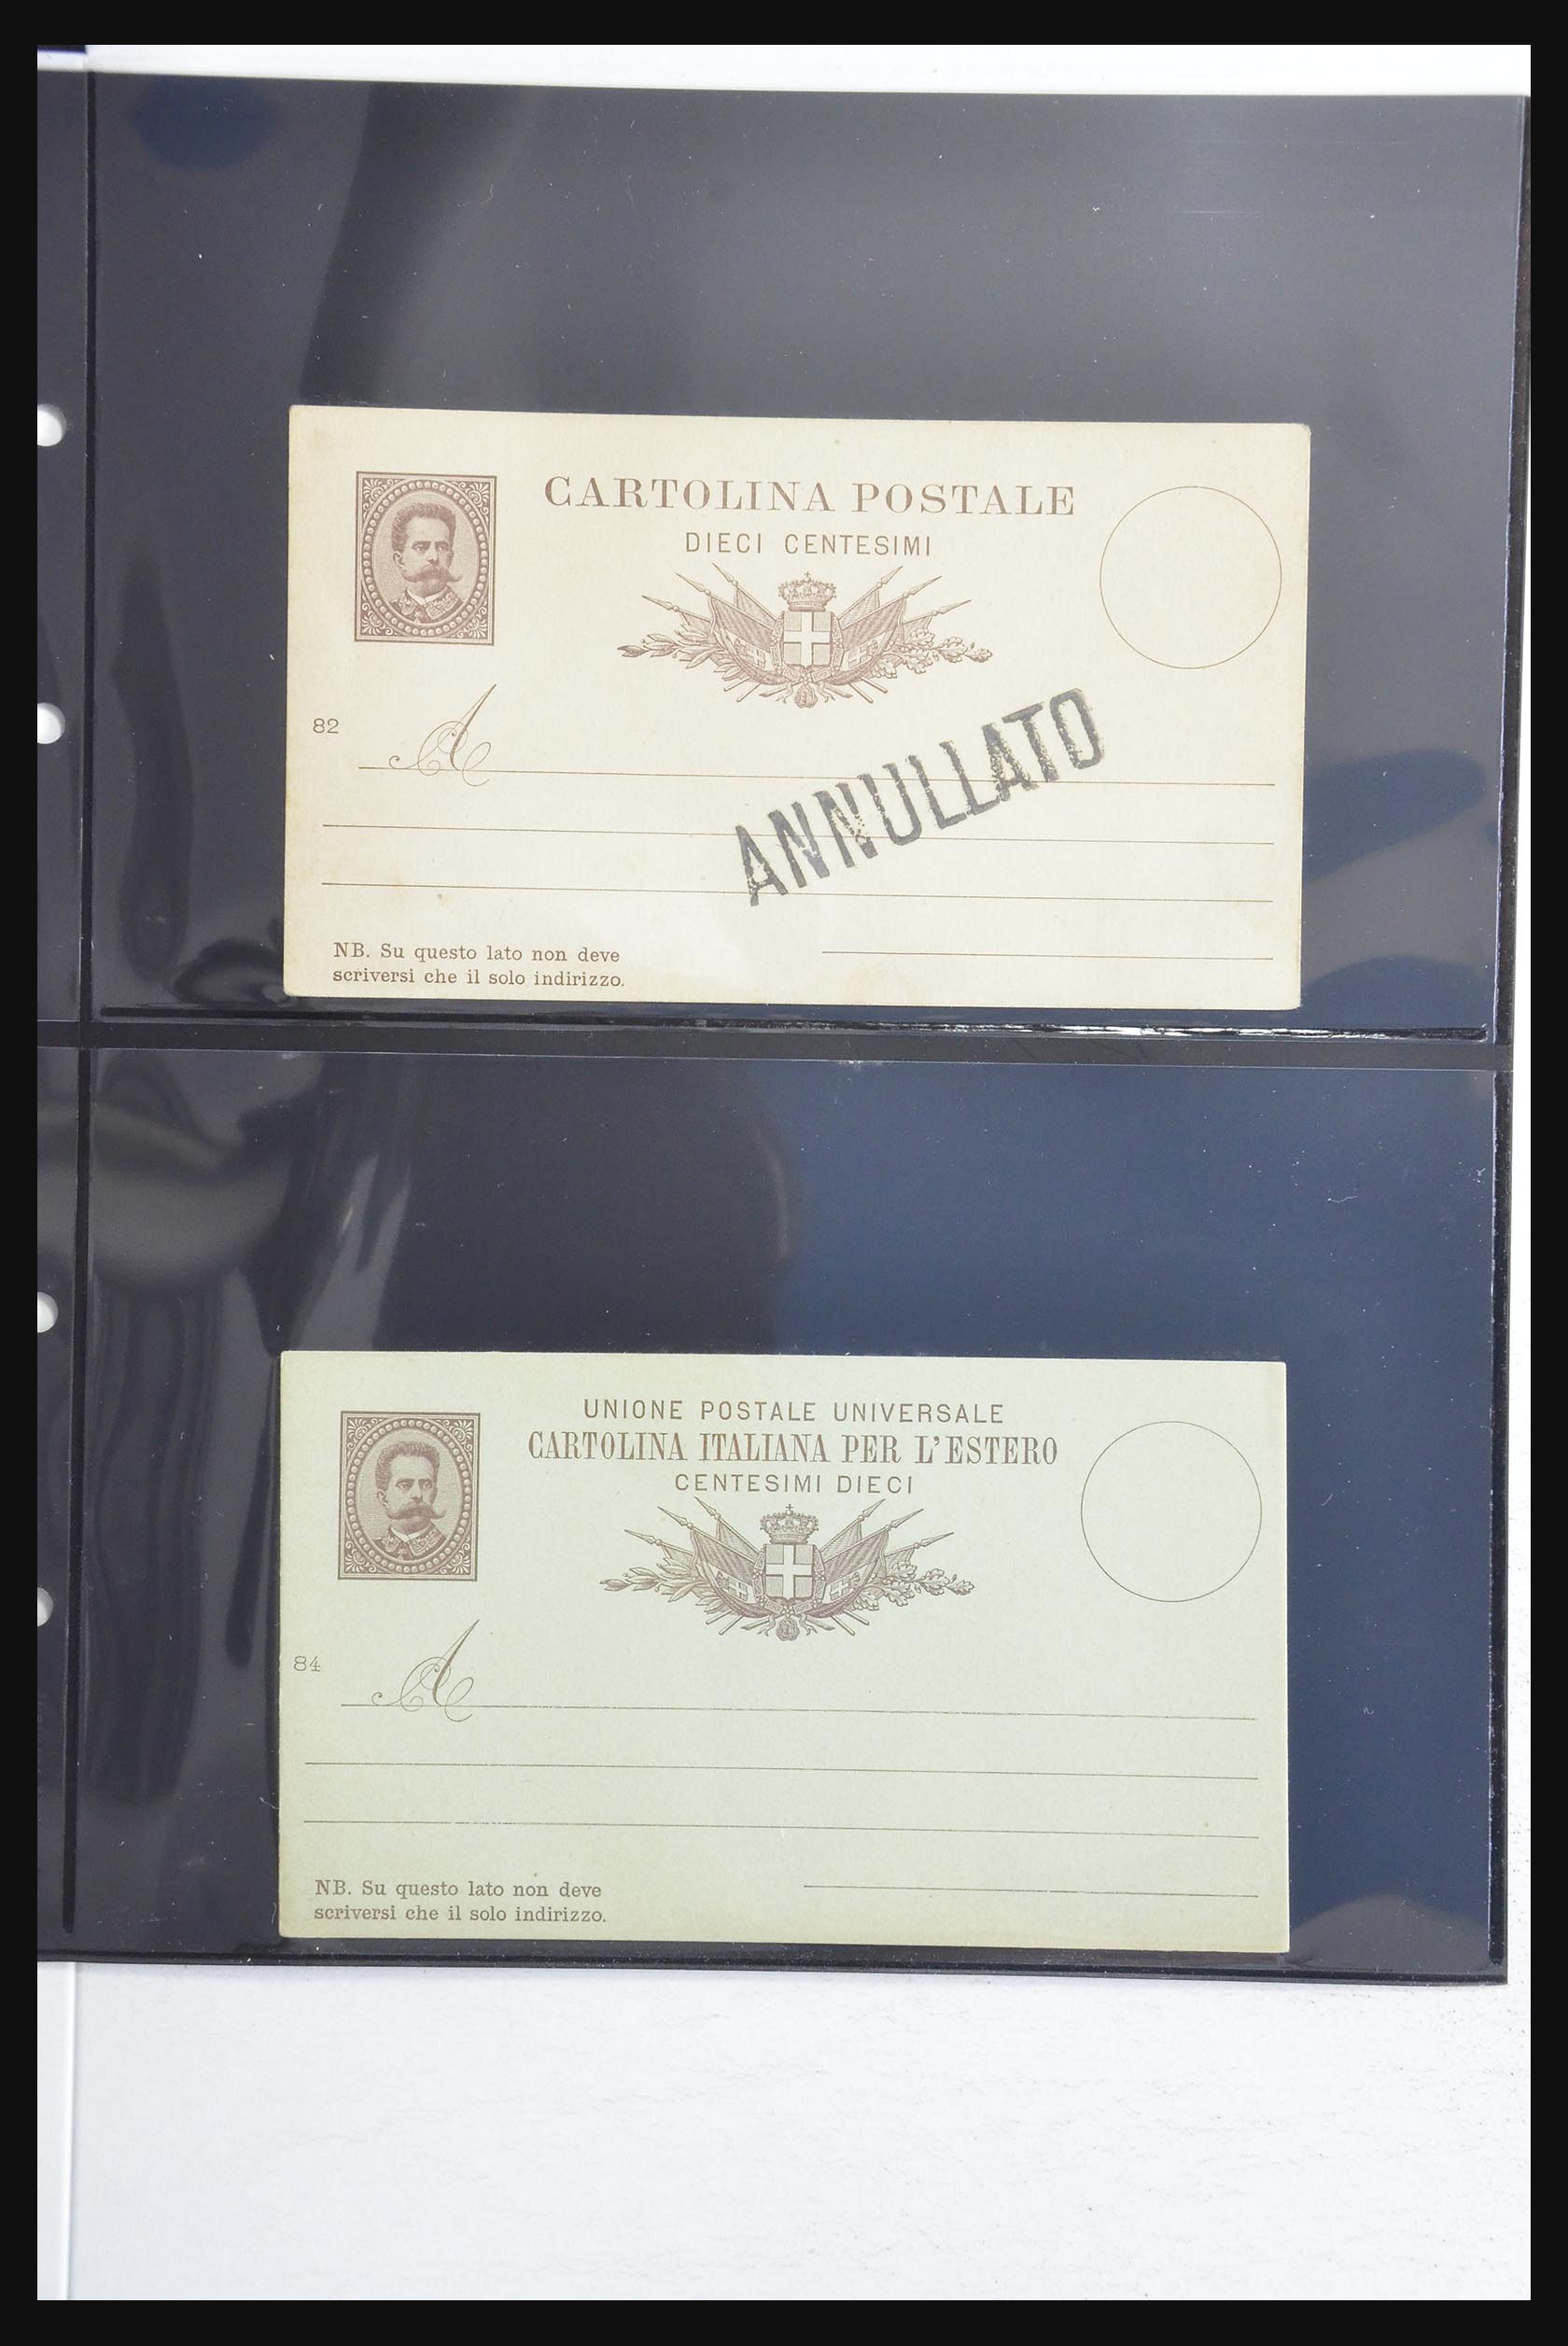 CARTOLINA POSTALE
DIECI CENTESIMI
82
A
ANNULLATO
NB. Su questo lato non deve
scriversi che il solo indirizzo.
UNIONE POSTALE UNIVERSALE
CARTOLINA ITALIANA PER L'ESTERO
CENTESIMI DIECI
84
A
NB. Su questo lato non deve
scriversi che il solo indirizzo.